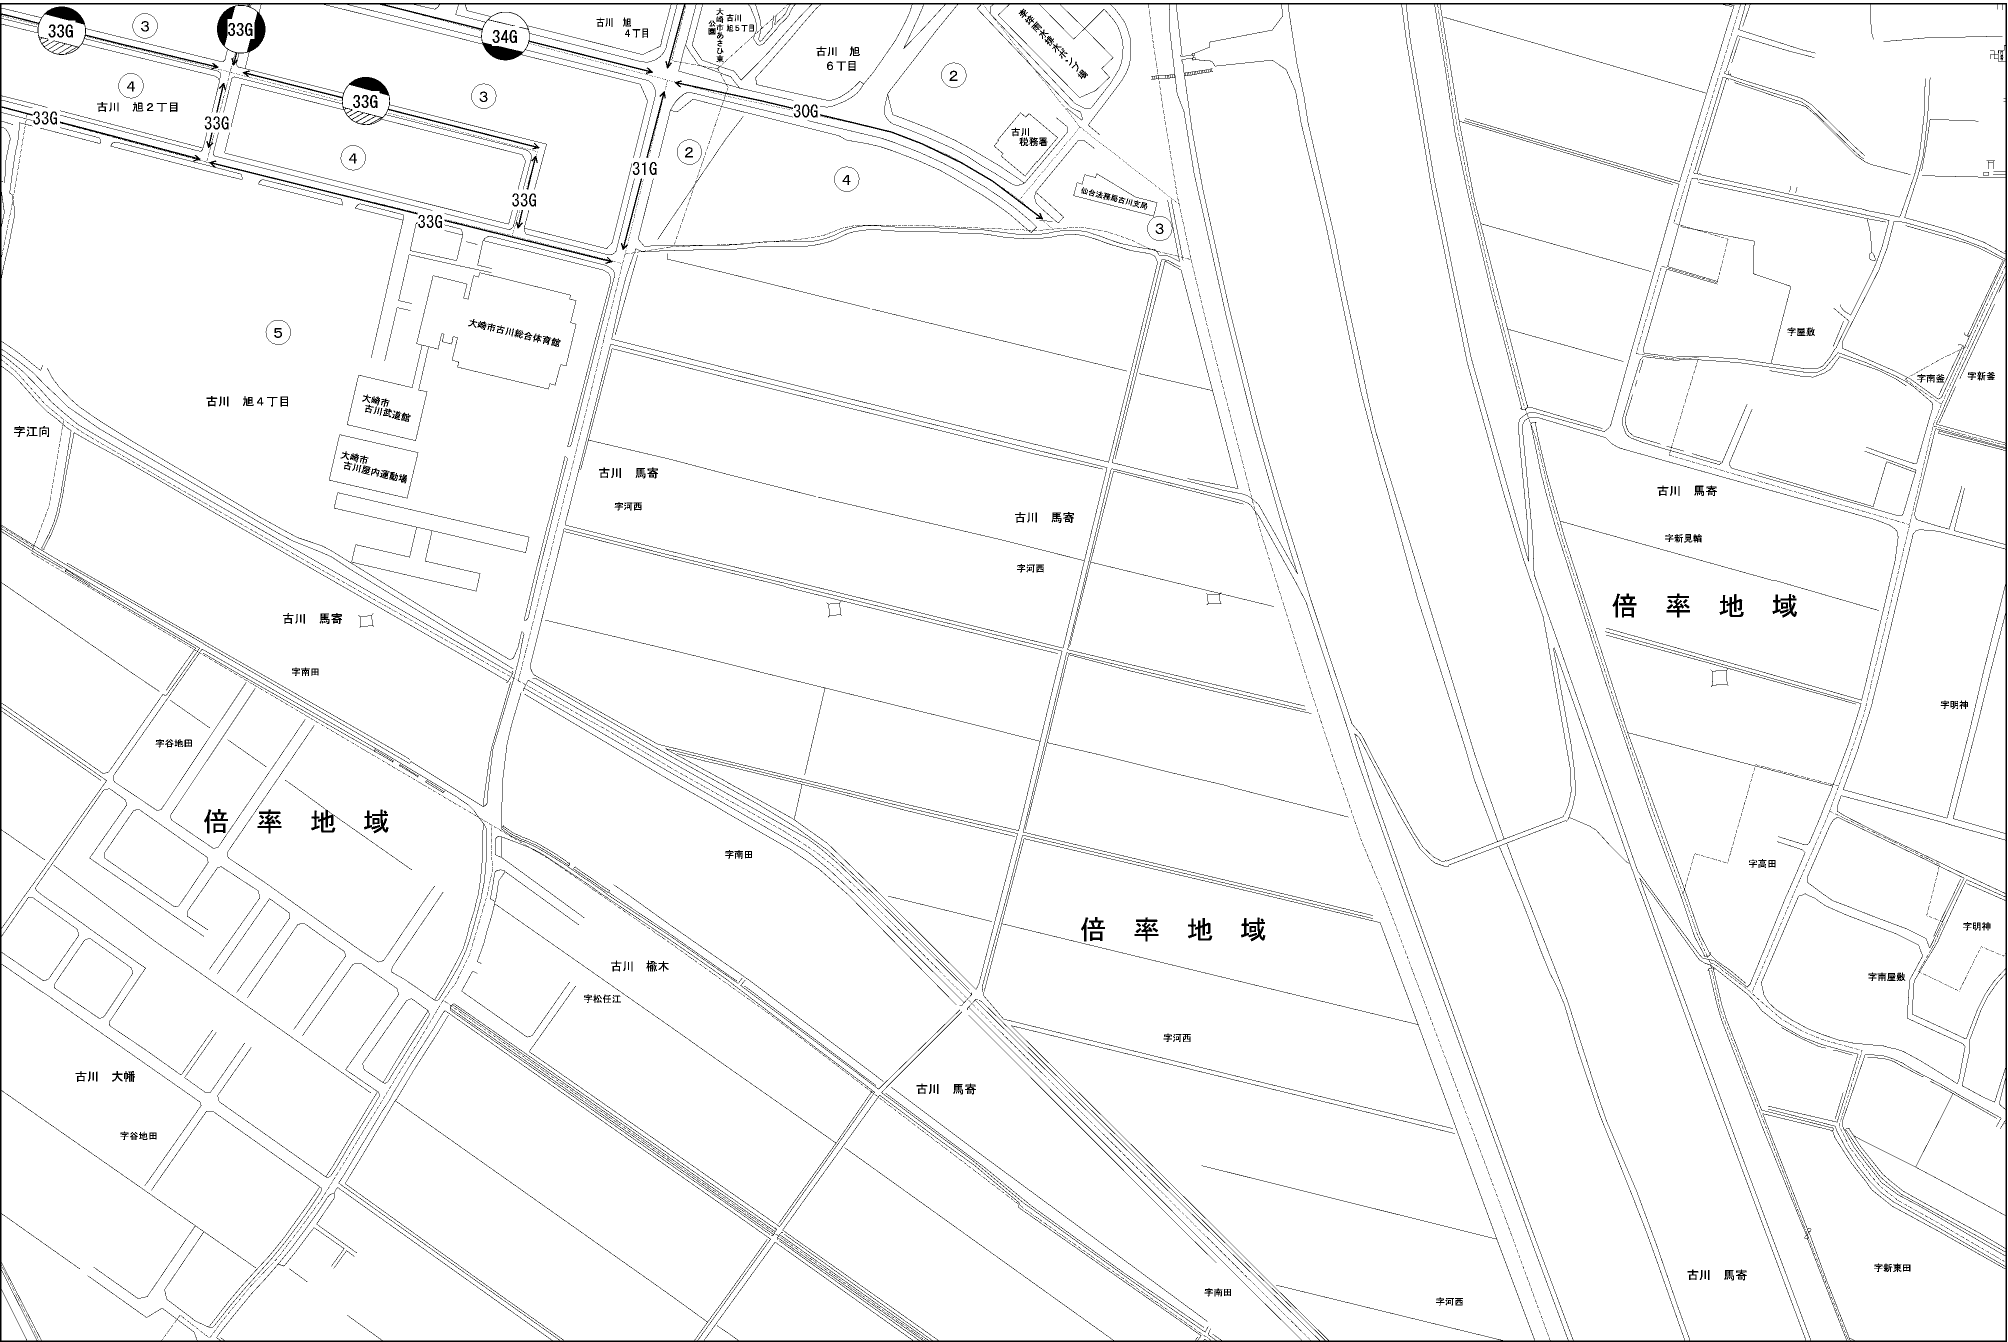 33G
③
33G
34G
古川　旭
４丁目
大崎市あさひ東
公園
古川
旭５丁目
古川　旭
６丁目
②
④
古川　旭２丁目
33G
③
30G
33G
33G
④
31G
②
④
古川
税務署
仙台法務局古川支局
③
33G
33G
⑤
大崎市古川総合体育館
古川　旭４丁目
大崎市
古川武道館
大崎市
古川屋内運動場
字江向
字屋敷
字南釜
字新釜
古川　馬寄
字河西
古川　馬寄
字河西
古川　馬寄
字新見輪
倍　率　地　域
古川　馬寄
字南田
字明神
字谷地田
倍　率　地　域
字南田
字高田
倍　率　地　域
字明神
古川　楡木
字松任江
字南屋敷
字河西
古川　大幡
古川　馬寄
字谷地田
字南田
字河西
古川　馬寄
字新東田